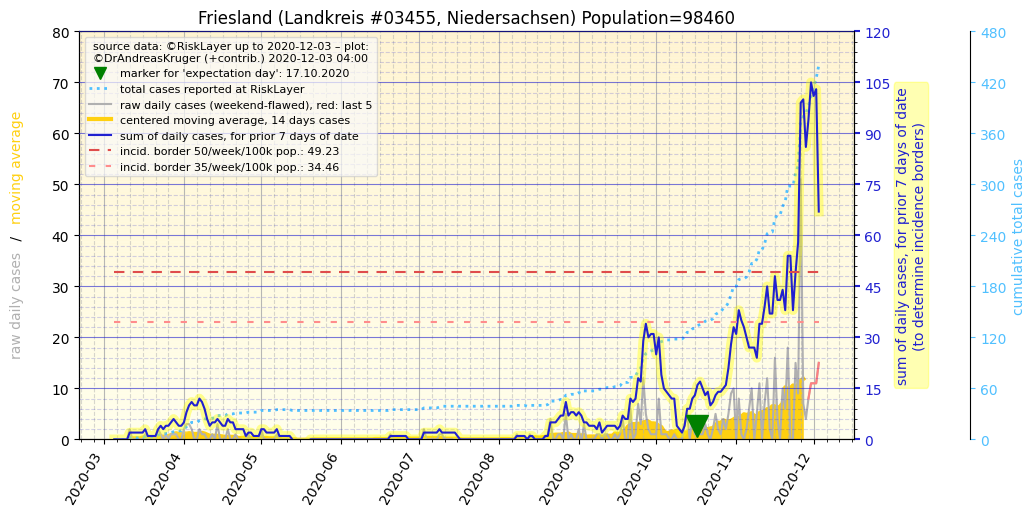 Friesland (Landkreis #03455, Niedersachsen) Population=98460
source data: ©RiskLayer up to 2020-12-03 – plot:
©DrAndreasKruger (+contrib.) 2020-12-03 04:00
marker for 'expectation day': 17.10.2020
total cases reported at RiskLayer
raw daily cases (weekend-flawed), red: last 5
centered moving average, 14 days cases
sum of daily cases, for prior 7 days of date
incid. border 50/week/100k pop.: 49.23
incid. border 35/week/100k pop.: 34.46
raw daily cases / moving average
80
70
60
50
40
30
20
10
0
2020-03
2020-04
2020-05
2020-06
2020-07
2020-08
2020-09
2020-10
2020-11
2020-12
120
105
90
75
60
45
30
15
0
sum of daily cases, for prior 7 days of date
(to determine incidence borders)
480
420
360
300
240
180
120
60
0
cumulative total cases